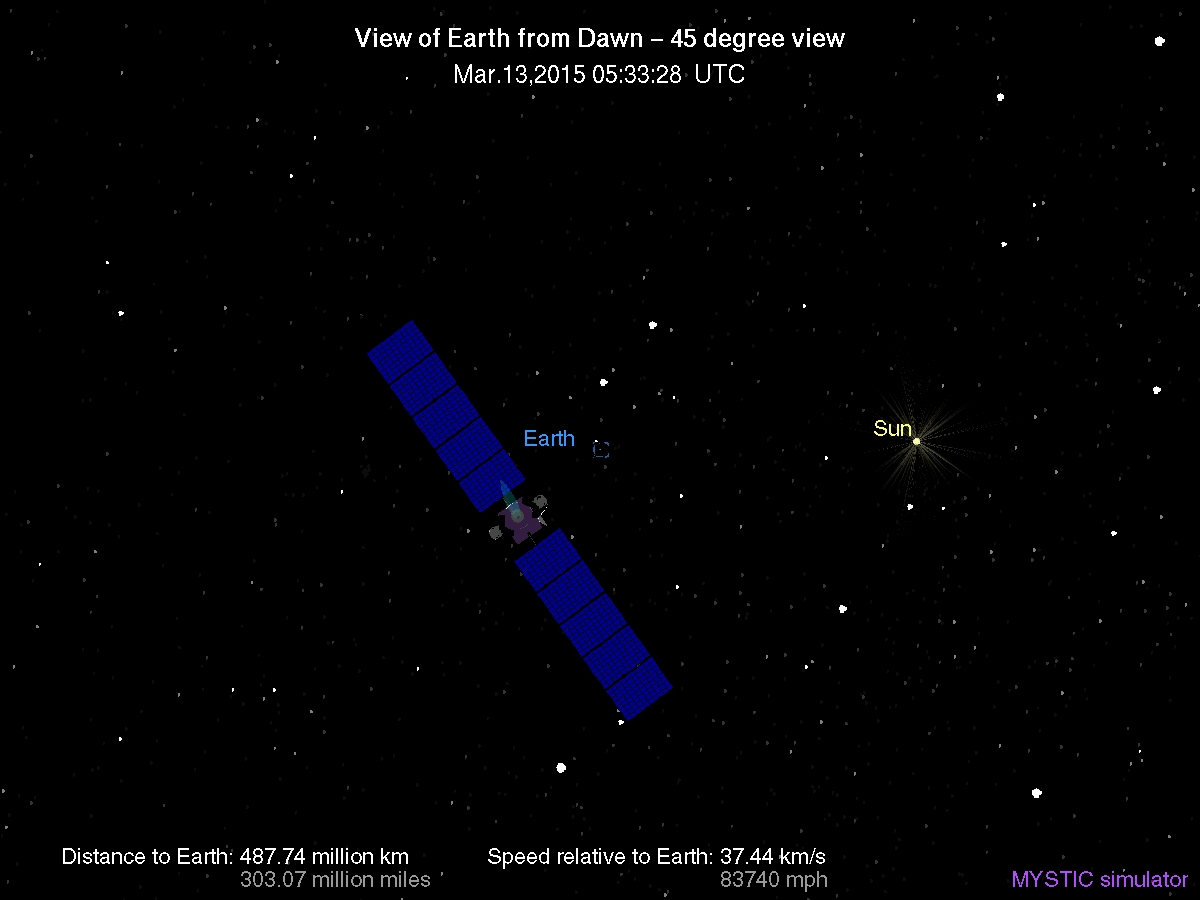 View of Earth from Dawn – 45 degree view
Mar.13,2015 05:33:28 UTC
Sun
Earth
Distance to Earth: 487.74 million km
303.07 million miles
Speed relative to Earth: 37.44 km/s
83740 mph
MYSTIC simulator